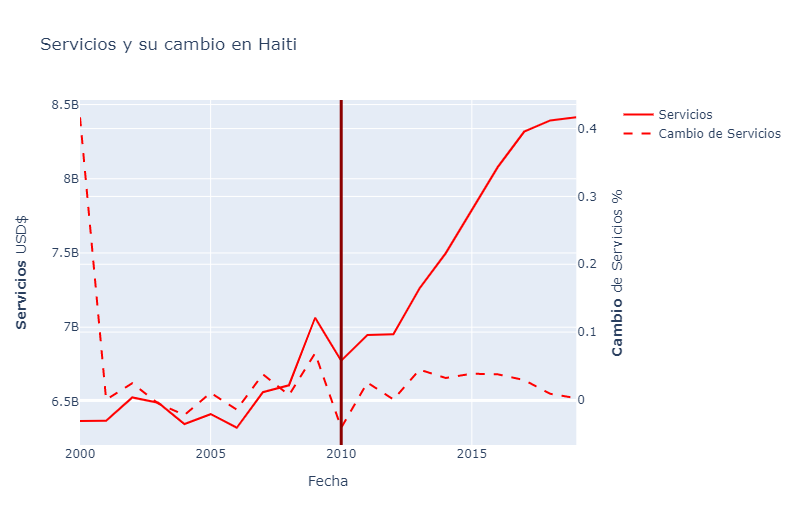 Servicios y su cambio en Haiti
Servicios
Cambio de Servicios
8.5B
8B
7.5B
7B
6.5B
Servicios USD$
0.4
0.3
0.2
0.1
0
Cambio de Servicios %
2000
2005
2010
2015
Fecha